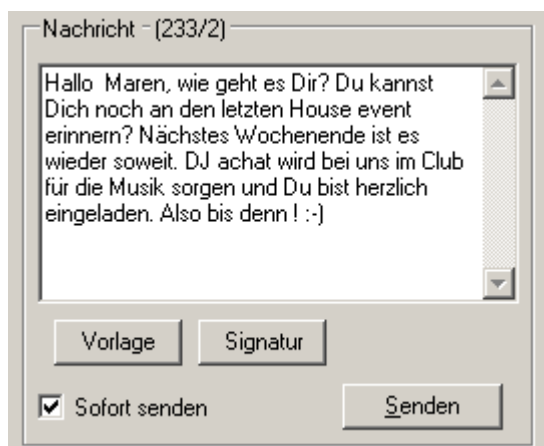 Nachricht - (233/2)
Hallo  Maren, wie geht es Dir? Du kannst
Dich noch an den letzten House event
erinnern? Nächstes Wochenende ist es
wieder soweit. DJ achat wird bei uns im Club
für die Musik sorgen und Du bist herzlich
eingeladen. Also bis denn ! :-)
Vorlage Signatur
Sofort senden Senden